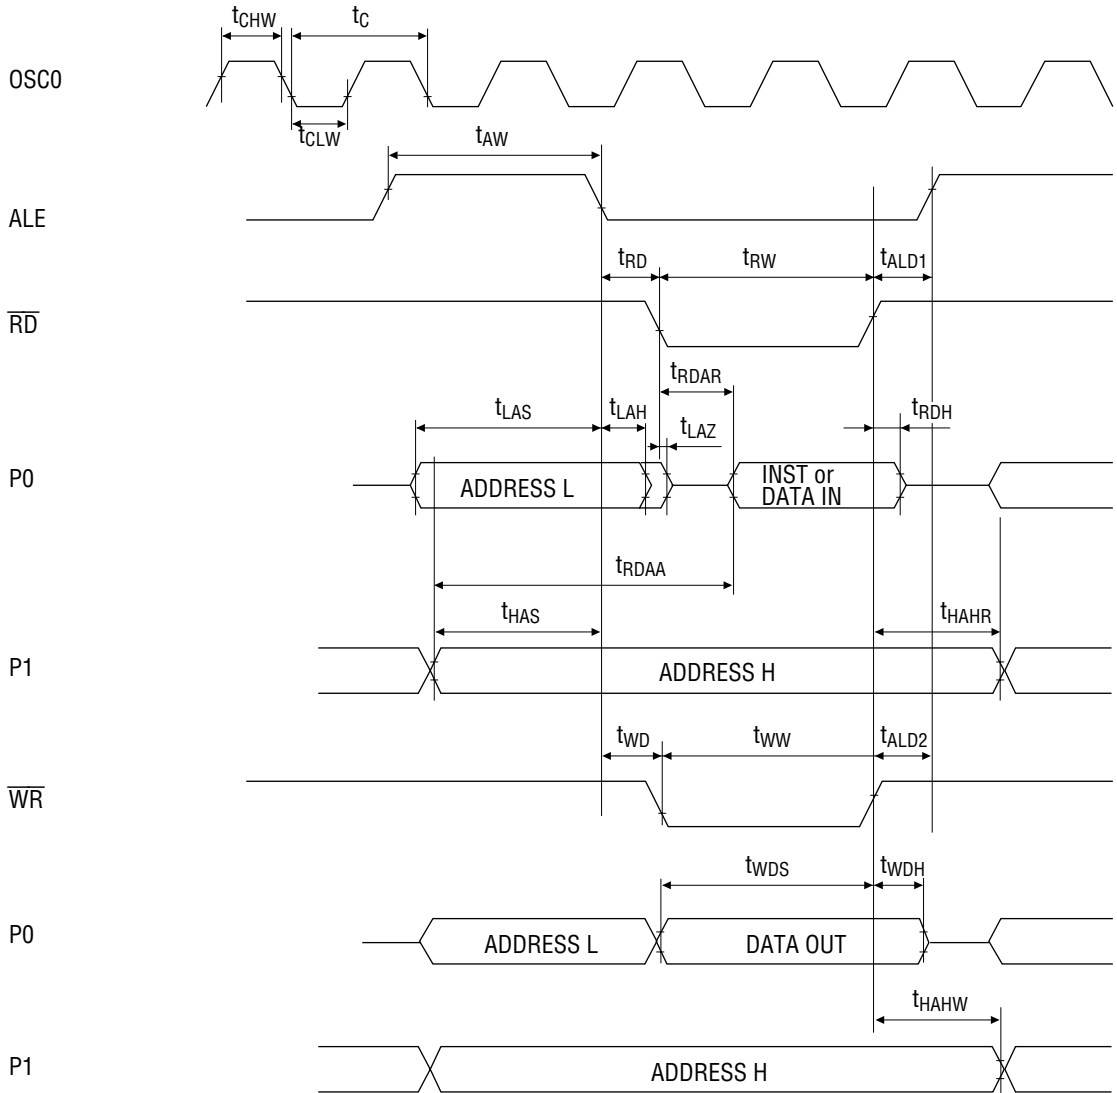 tCHW tC
OSC0
tCLW
tAW
ALE
tRD tRW tALD1
RD
tRDAR
tLAS tLAH tLAZ tRDH
P0 ADDRESS L INST or
DATA IN
tRDAA
tHAS tHAHR
P1 ADDRESS H
tWD tWW tALD2
WR
tWDS tWDH
P0 ADDRESS L DATA OUT
tHAHW
P1 ADDRESS H